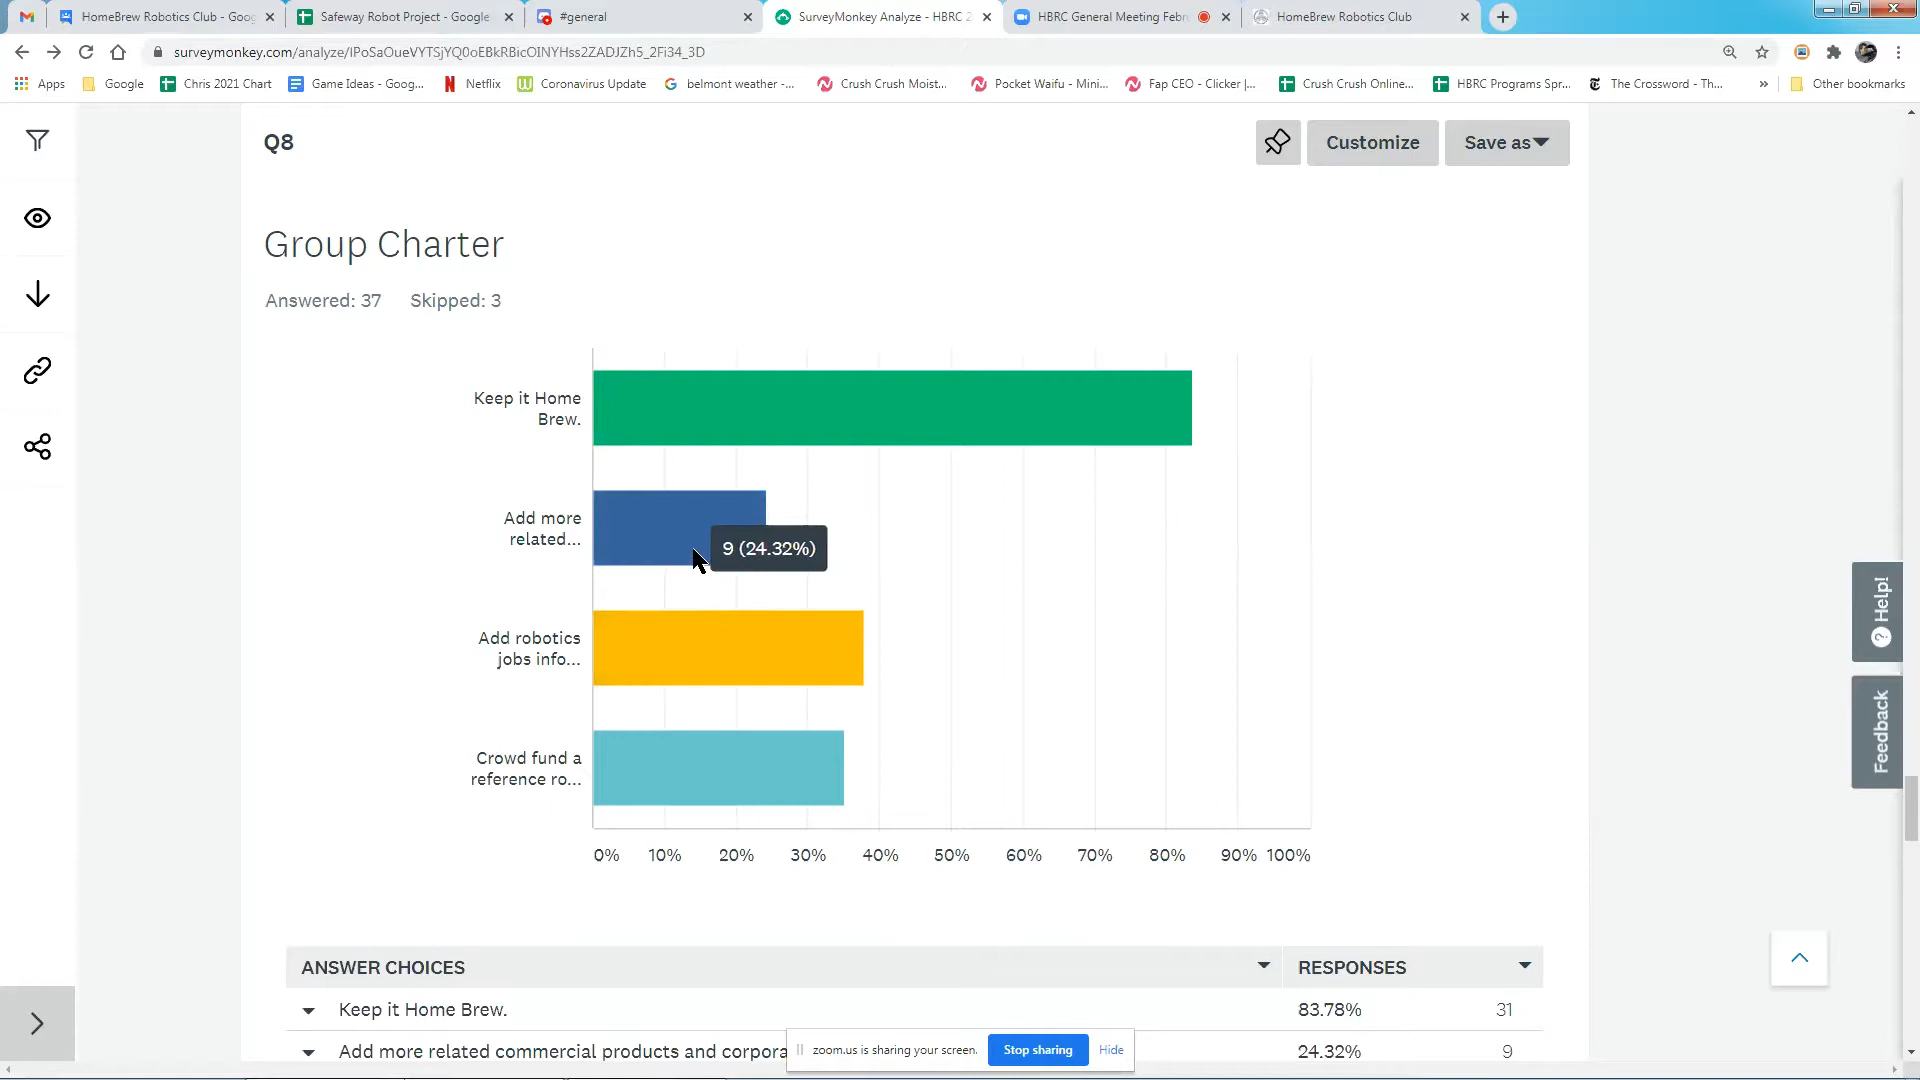 HomeBrew Robotics Club - Goog
Safeway Robot Project - Google
#general
SurveyMonkey Analyze - HBRC 2
HBRC General Meeting Febru
HomeBrew Robotics Club
surveymonkey.com/analyze/IPoSaOueVYTSjYQ0oEBkRBicOINYHss2ZADJZh5_2Fi34_3D
Apps
Google
Chris 2021 Chart
Game Ideas - Goog...
Netflix
Coronavirus Update
belmont weather -...
Crush Crush Moist...
Pocket Waifu - Mini...
Fap CEO - Clicker |...
Crush Crush Online...
HBRC Programs Spr...
The Crossword - Th...
»
Other bookmarks
Q8
Customize
Save as
Group Charter
Answered: 37 Skipped: 3
Keep it Home
Brew.
Add more
related...
9 (24.32%)
Add robotics
jobs info...
Crowd fund a
reference ro...
0% 10% 20% 30% 40% 50% 60% 70% 80% 90% 100%
Help!
Feedback
ANSWER CHOICES RESPONSES
Keep it Home Brew. 83.78% 31
Add more related commercial products and corpora 24.32% 9
zoom.us is sharing your screen.
Stop sharing
Hide